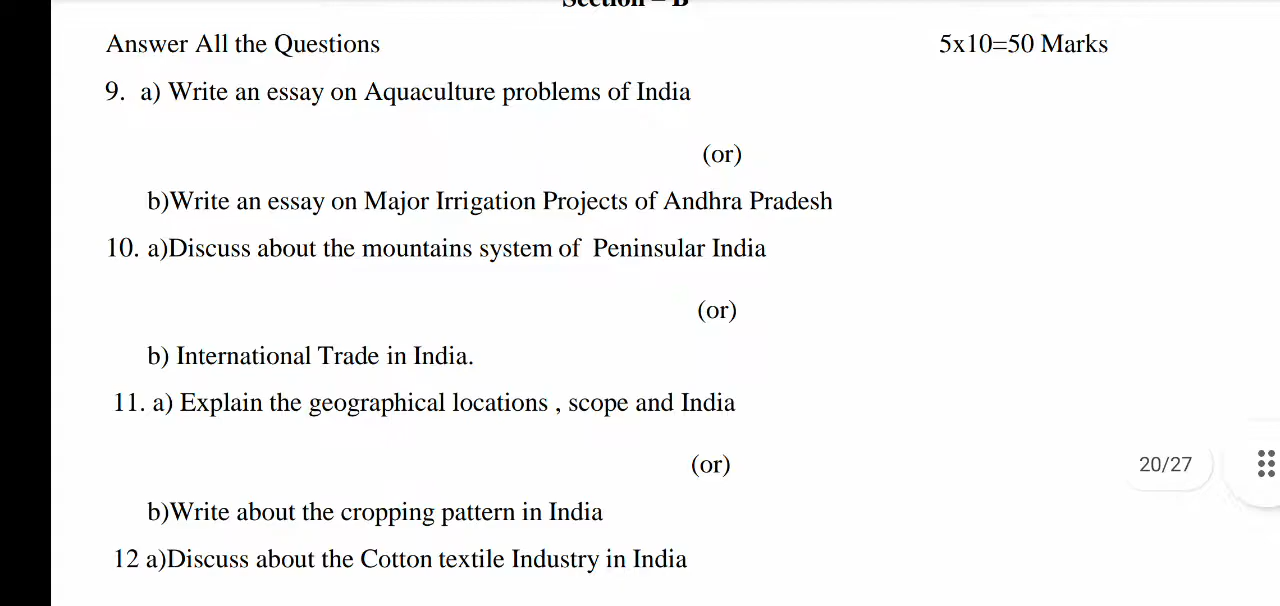 Section – B
Answer All the Questions 5x10=50 Marks
9. a) Write an essay on Aquaculture problems of India
(or)
b)Write an essay on Major Irrigation Projects of Andhra Pradesh
10. a)Discuss about the mountains system of Peninsular India
(or)
b) International Trade in India.
11. a) Explain the geographical locations , scope and India
(or)
20/27
b)Write about the cropping pattern in India
12 a)Discuss about the Cotton textile Industry in India